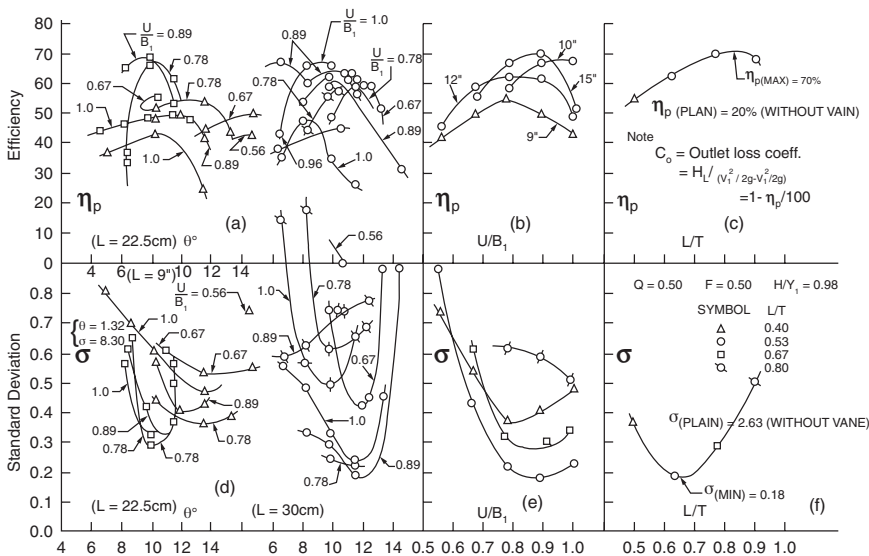 80
70
60
50
40
30
20
10
0
Efficiency
U/B1 = 0.89
0.78
0.67
0.78
1.0
0.67
1.0
0.89
0.56
ηp
(a)
(L = 22.5cm) θ°
U/B1 = 1.0
0.89
U/B1 = 0.78
0.78
0.67
0.89
0.96
1.0
0.56
12"
10"
15"
9"
ηp
(b)
U/B1
ηp(MAX) = 70%
ηp (PLAN) = 20% (WITHOUT VAIN)
Note
Co = Outlet loss coeff.
= HL/ (V1²/ 2g-V1²/2g)
=1- ηp/100
ηp
(c)
L/T
4 6 8 10 12 14
(L = 9")
0.8
0.7
0.6
0.5
0.4
0.3
0.2
0.1
0.0
Standard Deviation
{θ = 1.32
σ = 8.30
σ
U/B1 = 0.56
1.0
0.67
0.67
1.0
0.89
0.89
0.78
0.78
0.78
(d)
(L = 22.5cm) θ°
1.0
0.78
0.89
0.67
1.0
0.78
0.89
(L = 30cm)
σ
(e)
U/B1
Q = 0.50 F = 0.50 H/Y1 = 0.98
SYMBOL L/T
0.40
0.53
0.67
0.80
σ
σ(PLAIN) = 2.63 (WITHOUT VANE)
σ(MIN) = 0.18
L/T
(f)
4 6 8 10 12 14
4 6 8 10 12 14
0.5 0.6 0.7 0.8 0.9 1.0
0.5 0.6 0.7 0.8 0.9 1.0